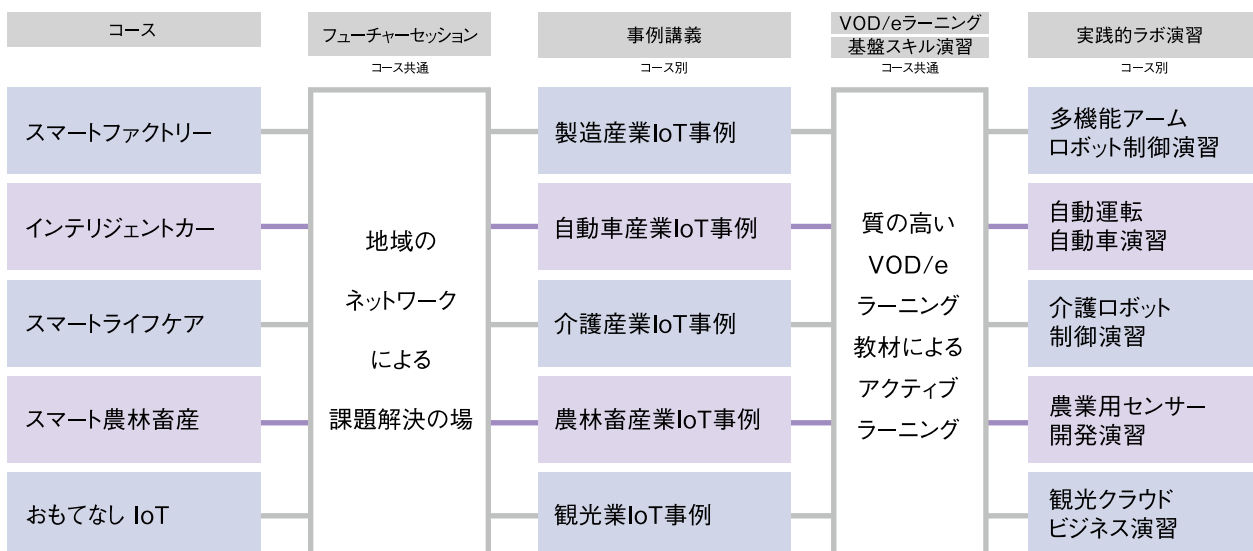 コース
フューチャーセッション
コース共通
事例講義
コース別
VOD/eラーニング
基盤スキル演習
コース共通
実践的ラボ演習
コース別
スマートファクトリー
インテリジェントカー
スマートライフケア
スマート農林畜産
おもてなし IoT
地域の
ネットワーク
による
課題解決の場
製造産業IoT事例
自動車産業IoT事例
介護産業IoT事例
農林畜産業IoT事例
観光業IoT事例
質の高い
VOD/e
ラーニング
教材による
アクティブ
ラーニング
多機能アーム
ロボット制御演習
自動運転
自動車演習
介護ロボット
制御演習
農業用センサー
開発演習
観光クラウド
ビジネス演習